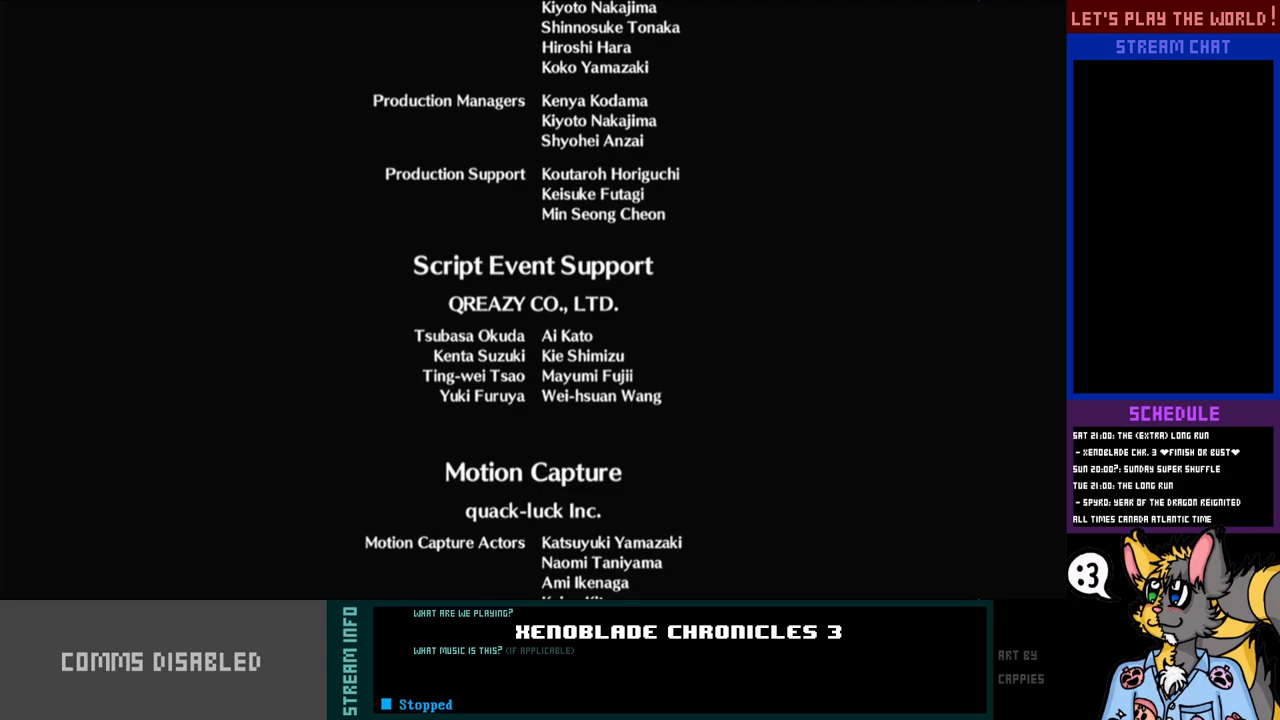 Kiyoto Nakajima
Shinnosuke Tonaka
Hiroshi Hara
Koko Yamazaki
Production Managers Kenya Kodama
Kiyoto Nakajima
Shyohei Anzai
Production Support Koutaroh Horiguchi
Keisuke Futagi
Min Seong Cheon
Script Event Support
QREAZY CO., LTD.
Tsubasa Okuda Ai Kato
Kenta Suzuki Kie Shimizu
Ting-wei Tsao Mayumi Fujii
Yuki Furuya Wei-hsuan Wang
Motion Capture
quack-luck Inc.
Motion Capture Actors Katsuyuki Yamazaki
Naomi Taniyama
Ami Ikenaga
LET'S PLAY THE WORLD!
STREAM CHAT
SCHEDULE
SAT 21:00: THE (EXTRA) LONG RUN
- XENOBLADE CHR. 3 ♥FINISH OR BUST♥
SUN 20:00?: SUNDAY SUPER SHUFFLE
TUE 21:00: THE LONG RUN
- SPYRO: YEAR OF THE DRAGON REIGNITED
ALL TIMES CANADA ATLANTIC TIME
:3
COMMS DISABLED
STREAM INFO
WHAT ARE WE PLAYING?
XENOBLADE CHRONICLES 3
WHAT MUSIC IS THIS? (IF APPLICABLE)
Stopped
ART BY
CAPPIES